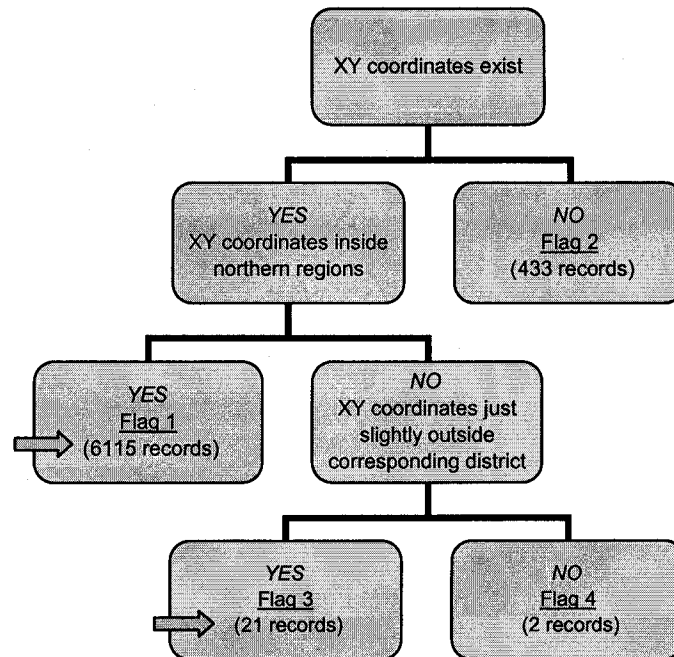 XY coordinates exist
YES
XY coordinates inside
northern regions
NO
Flag 2
(433 records)
YES
Flag 1
(6115 records)
NO
XY coordinates just
slightly outside
corresponding district
YES
Flag 3
(21 records)
NO
Flag 4
(2 records)